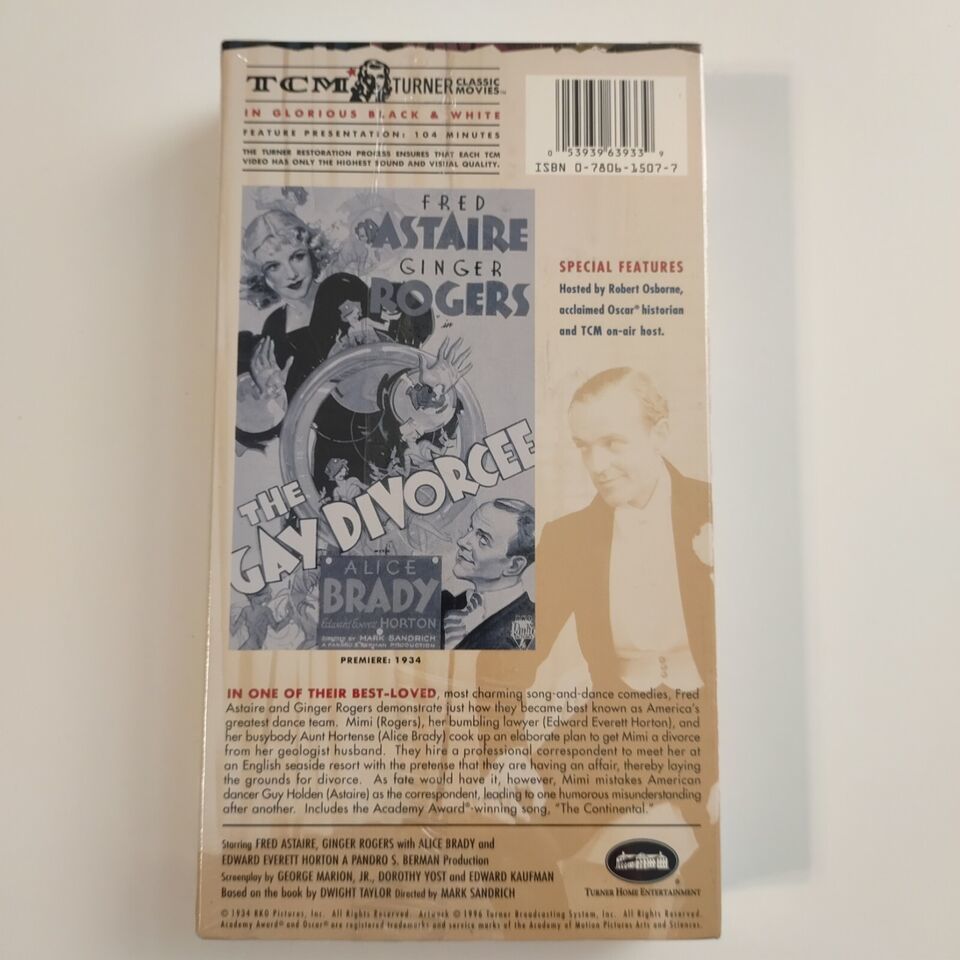 TCM TURNER CLASSIC MOVIES™
IN GLORIOUS BLACK & WHITE
FEATURE PRESENTATION: 104 MINUTES
THE TURNER RESTORATION PROCESS ENSURES THAT EACH TCM
VIDEO HAS ONLY THE HIGHEST SOUND AND VISUAL QUALITY.
0 53939 63933 9
ISBN 0-7806-1507-7
FRED
ASTAIRE
GINGER
ROGERS
in
THE
GAY DIVORCEE
WITH
ALICE
BRADY
Edward Everett HORTON
DIRECTED BY MARK SANDRICH
A PANDRO S. BERMAN PRODUCTION
PREMIERE: 1934
SPECIAL FEATURES
Hosted by Robert Osborne,
acclaimed Oscar® historian
and TCM on-air host.
IN ONE OF THEIR BEST-LOVED, most charming song-and-dance comedies, Fred
Astaire and Ginger Rogers demonstrate just how they became best known as America's
greatest dance team. Mimi (Rogers), her bumbling lawyer (Edward Everett Horton), and
her busybody Aunt Hortense (Alice Brady) cook up an elaborate plan to get Mimi a divorce
from her geologist husband. They hire a professional correspondent to meet her at
an English seaside resort with the pretense that they are having an affair, thereby laying
the grounds for divorce. As fate would have it, however, Mimi mistakes American
dancer Guy Holden (Astaire) as the correspondent, leading to one humorous misunderstanding
after another. Includes the Academy Award®-winning song, "The Continental."
Starring FRED ASTAIRE, GINGER ROGERS with ALICE BRADY and
EDWARD EVERETT HORTON A PANDRO S. BERMAN Production
Screenplay by GEORGE MARION, JR., DOROTHY YOST and EDWARD KAUFMAN
Based on the book by DWIGHT TAYLOR Directed by MARK SANDRICH
TURNER HOME ENTERTAINMENT®
© 1934 RKO Pictures, Inc. All Rights Reserved. Artwork © 1996 Turner Broadcasting System, Inc. All Rights Reserved.
Academy Award® and Oscar® are registered trademarks and service marks of the Academy of Motion Pictures Arts and Sciences.